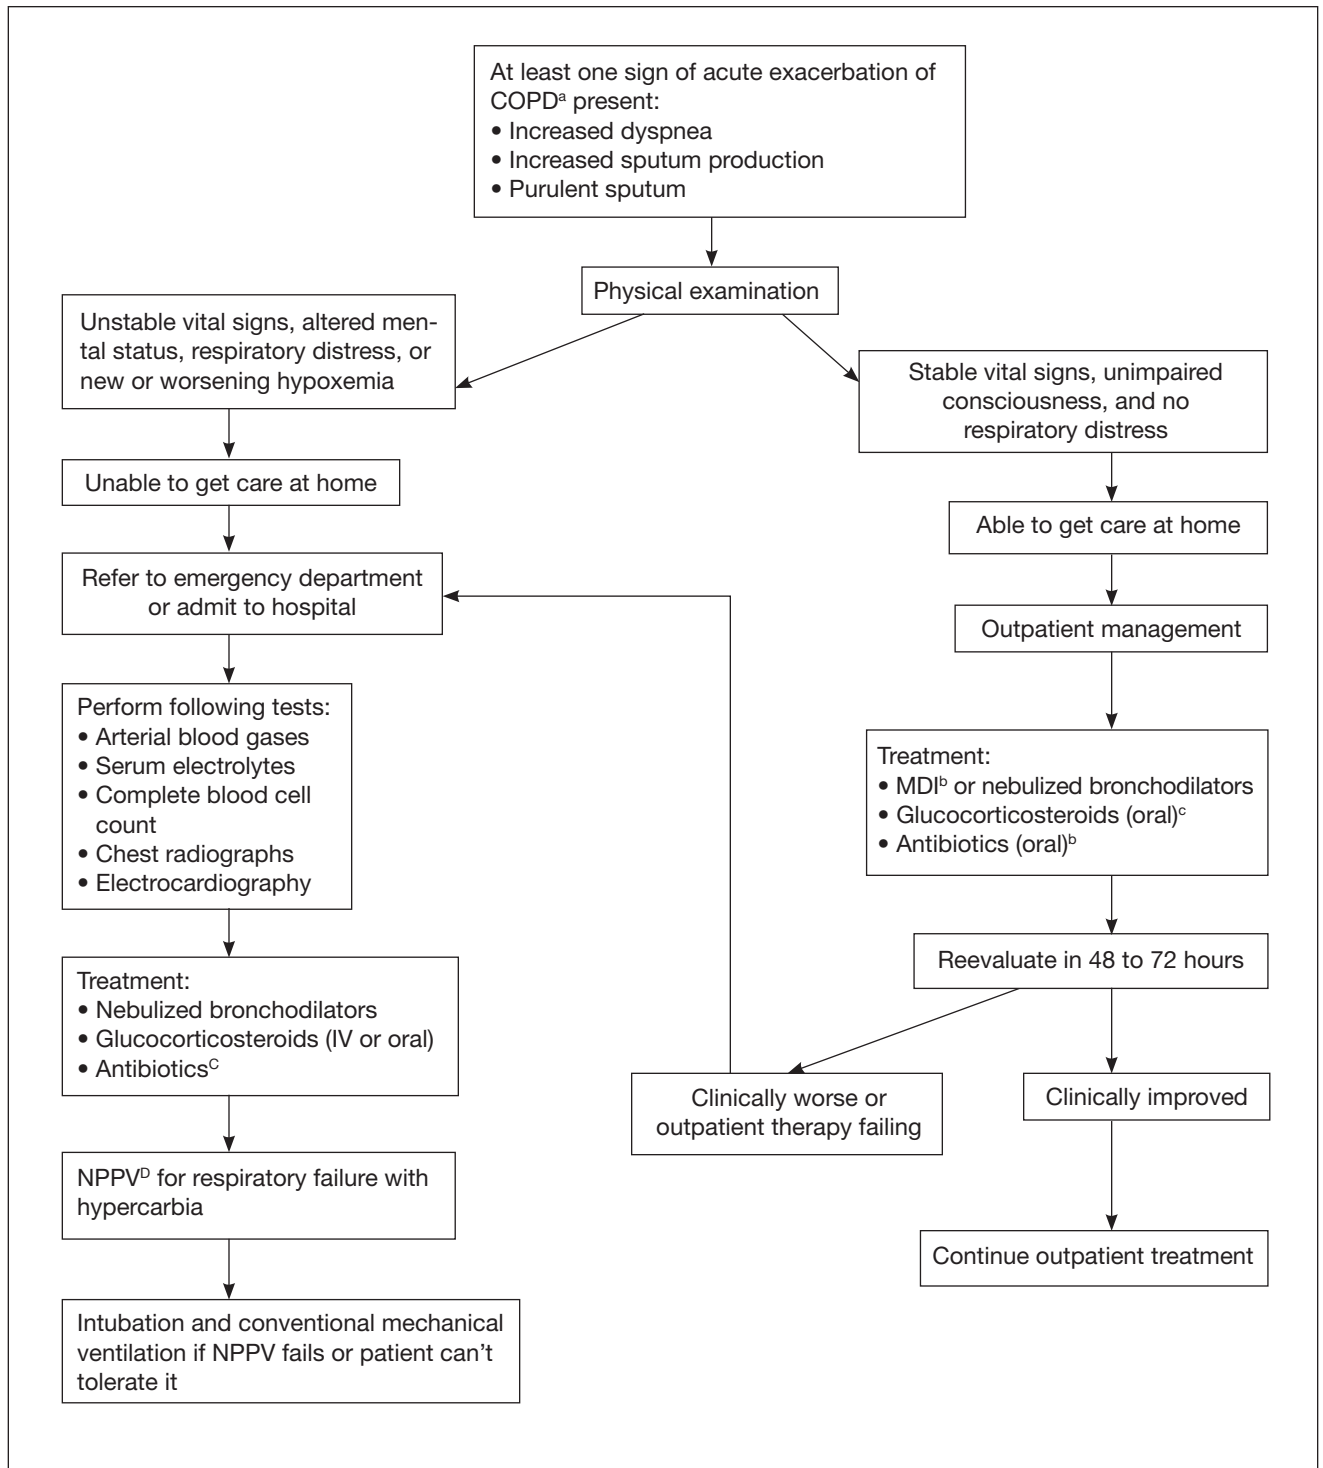 At least one sign of acute exacerbation of
COPDᵃ present:
• Increased dyspnea
• Increased sputum production
• Purulent sputum
Physical examination
Unstable vital signs, altered men-
tal status, respiratory distress, or
new or worsening hypoxemia
Stable vital signs, unimpaired
consciousness, and no
respiratory distress
Unable to get care at home
Able to get care at home
Refer to emergency department
or admit to hospital
Outpatient management
Perform following tests:
• Arterial blood gases
• Serum electrolytes
• Complete blood cell
count
• Chest radiographs
• Electrocardiography
Treatment:
• MDIᵇ or nebulized bronchodilators
• Glucocorticosteroids (oral)ᶜ
• Antibiotics (oral)ᵇ
Reevaluate in 48 to 72 hours
Treatment:
• Nebulized bronchodilators
• Glucocorticosteroids (IV or oral)
• Antibioticsᶜ
Clinically worse or
outpatient therapy failing
Clinically improved
NPPVᴰ for respiratory failure with
hypercarbia
Continue outpatient treatment
Intubation and conventional mechanical
ventilation if NPPV fails or patient can't
tolerate it